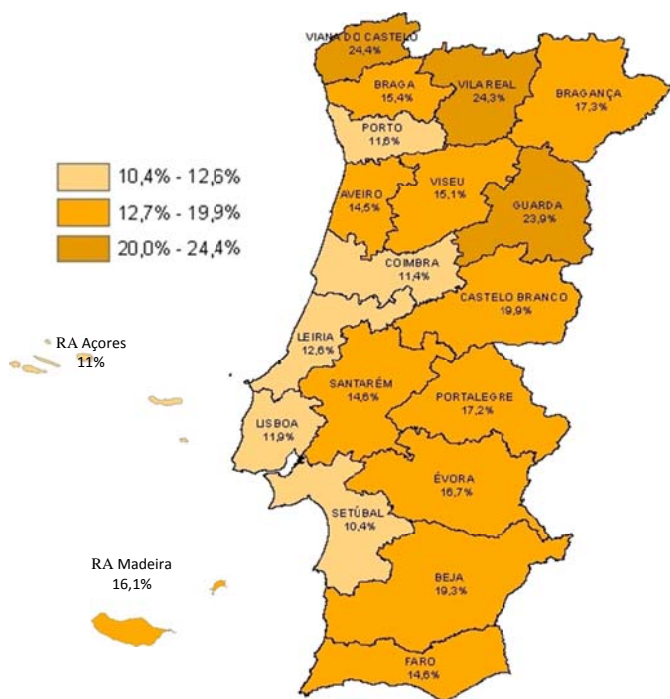 VIANA DO CASTELO
24,4%
BRAGA
15,4%
VILA REAL
24,3%
BRAGANÇA
17,3%
PORTO
11,6%
10,4% - 12,6%
12,7% - 19,9%
20,0% - 24,4%
AVEIRO
14,5%
VISEU
15,1%
GUARDA
23,9%
COIMBRA
11,4%
CASTELO BRANCO
19,9%
LEIRIA
12,6%
RA Açores
11%
SANTARÉM
14,6%
PORTALEGRE
17,2%
LISBOA
11,9%
ÉVORA
16,7%
SETÚBAL
10,4%
RA Madeira
16,1%
BEJA
19,3%
FARO
14,6%